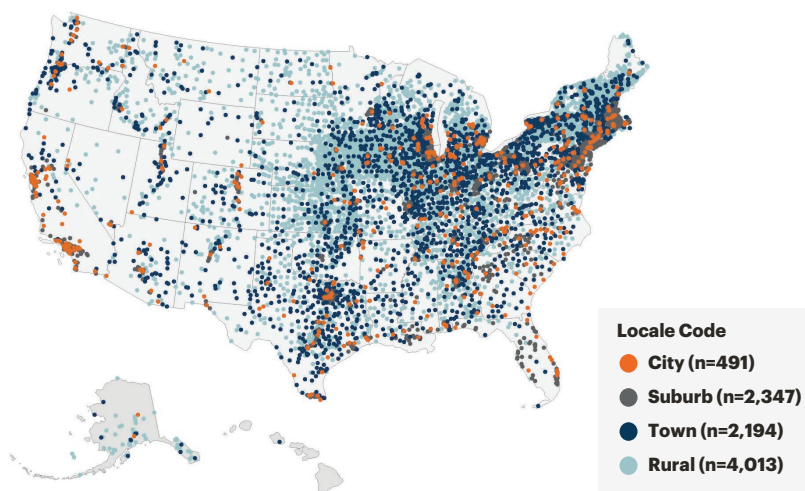 Locale Code
City (n=491)
Suburb (n=2,347)
Town (n=2,194)
Rural (n=4,013)